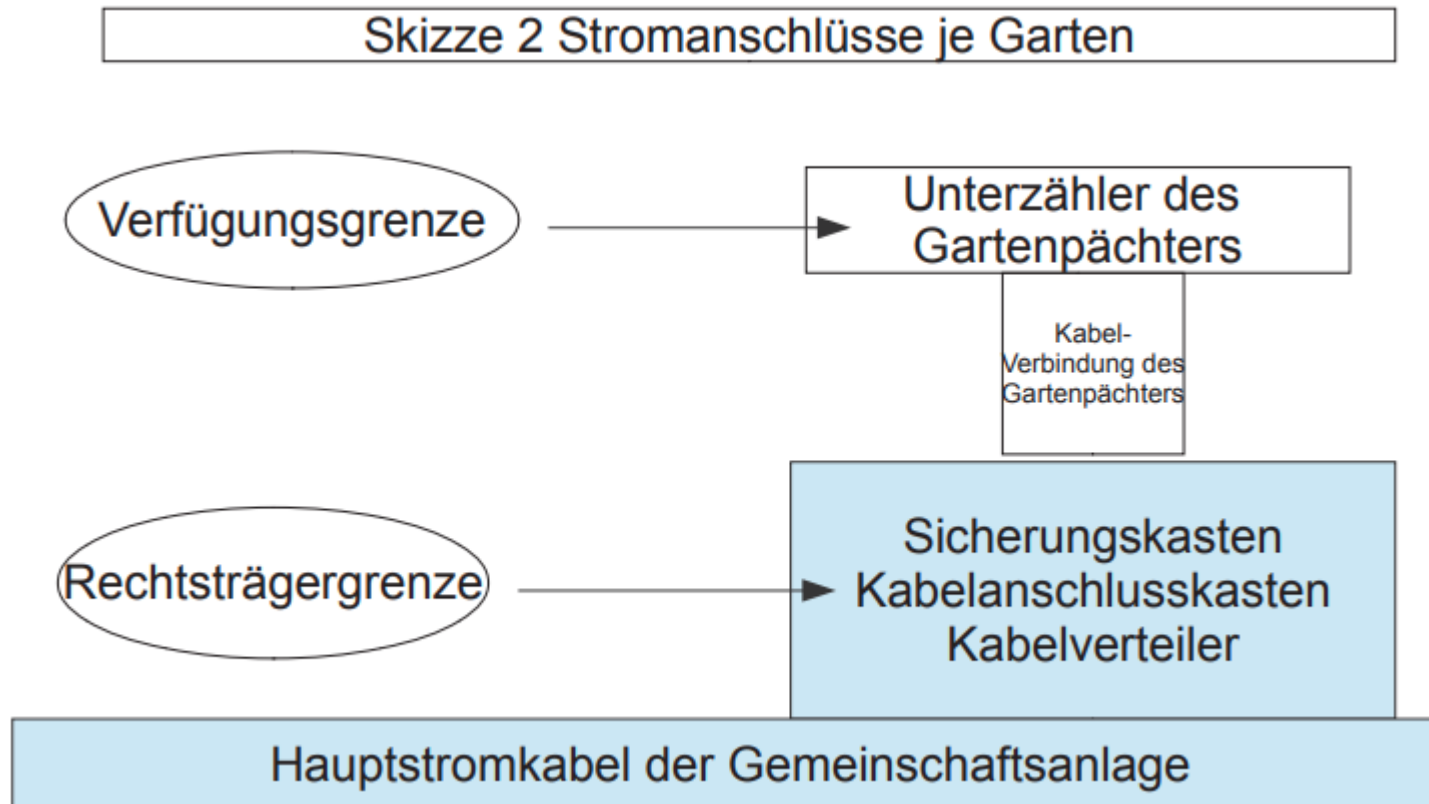 Skizze 2 Stromanschlüsse je Garten
Verfügungsgrenze
Unterzähler des
Gartenpächters
Kabel-
Verbindung des
Gartenpächters
Rechtsträgergrenze
Sicherungskasten
Kabelanschlusskasten
Kabelverteiler
Hauptstromkabel der Gemeinschaftsanlage